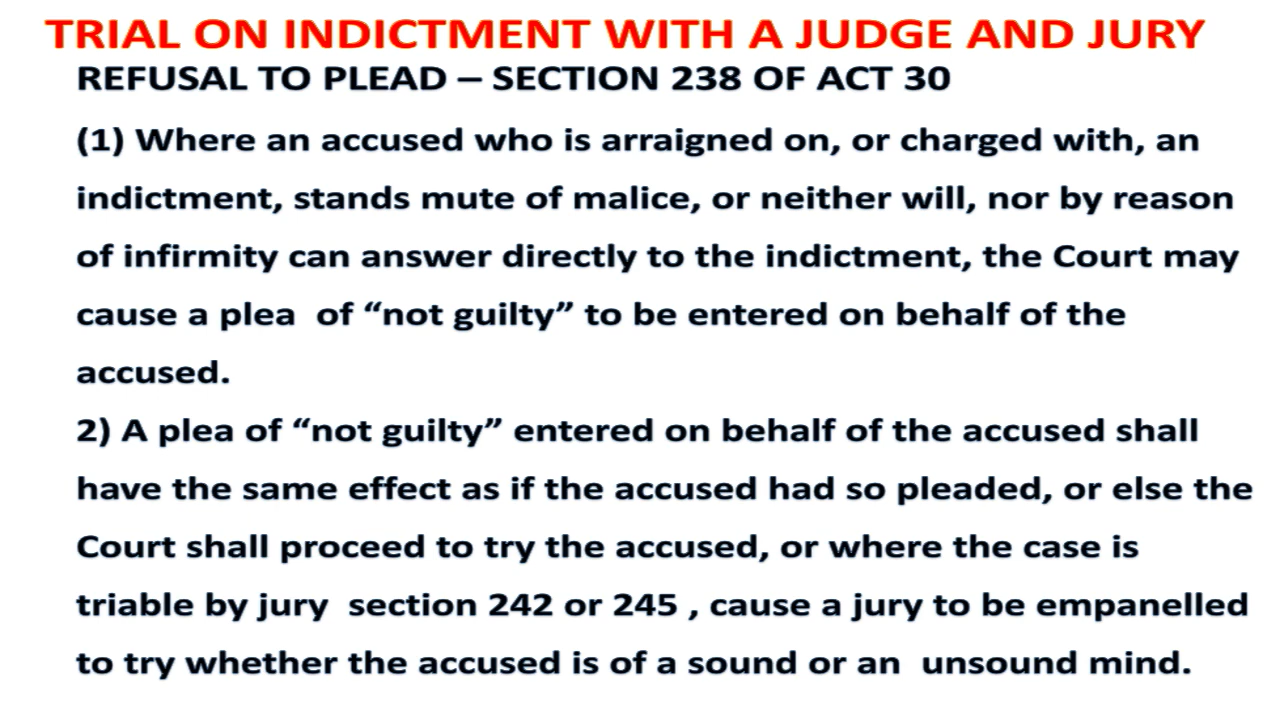 TRIAL ON INDICTMENT WITH A JUDGE AND JURY
REFUSAL TO PLEAD – SECTION 238 OF ACT 30
(1) Where an accused who is arraigned on, or charged with, an
indictment, stands mute of malice, or neither will, nor by reason
of infirmity can answer directly to the indictment, the Court may
cause a plea  of “not guilty” to be entered on behalf of the
accused.
2) A plea of “not guilty” entered on behalf of the accused shall
have the same effect as if the accused had so pleaded, or else the
Court shall proceed to try the accused, or where the case is
triable by jury  section 242 or 245 , cause a jury to be empanelled
to try whether the accused is of a sound or an  unsound mind.